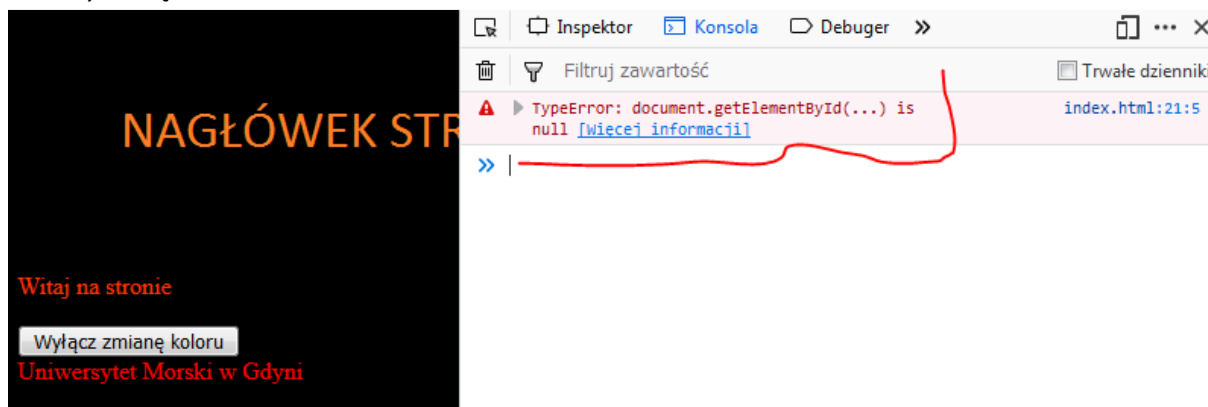 Inspektor Konsola Debuger
Filtruj zawartość Trwałe dzienniki
TypeError: document.getElementById(...) is index.html:21:5
null [Więcej informacji]
NAGŁÓWEK STR
Witaj na stronie
Wyłącz zmianę koloru
Uniwersytet Morski w Gdyni